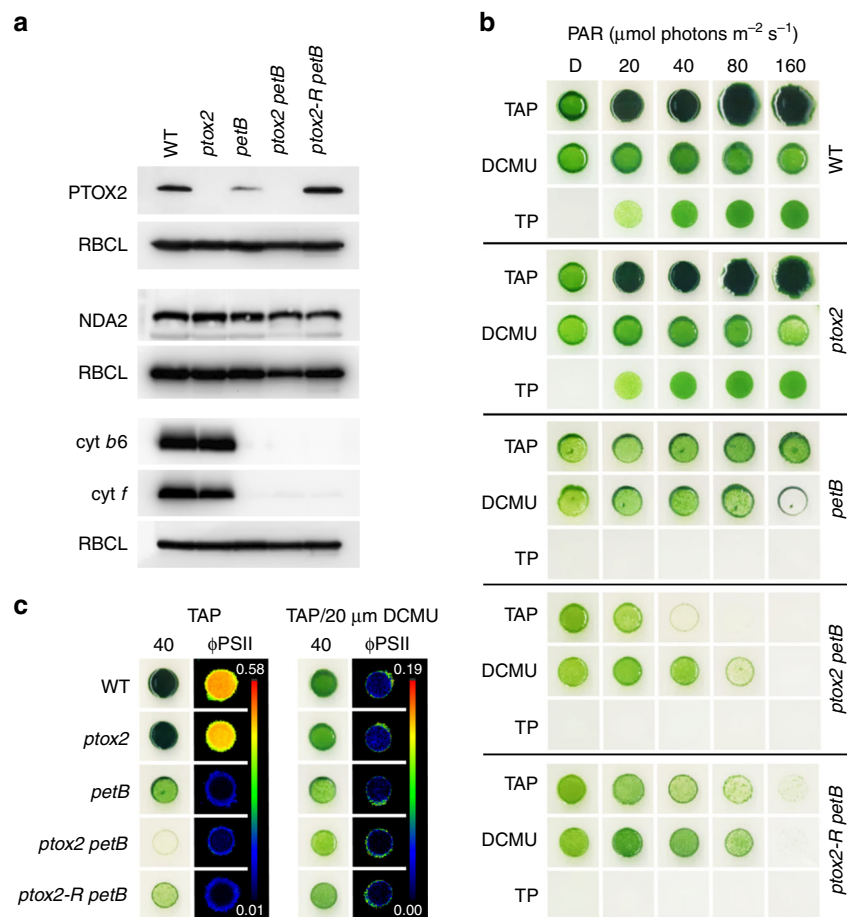 a
WT
ptox2
petB
ptox2 petB
ptox2-R petB
PTOX2
RBCL
NDA2
RBCL
cyt b6
cyt f
RBCL
b
PAR (μmol photons m⁻² s⁻¹)
D 20 40 80 160
TAP
DCMU
TP
WT
TAP
DCMU
TP
ptox2
TAP
DCMU
TP
petB
TAP
DCMU
TP
ptox2 petB
TAP
DCMU
TP
ptox2-R petB
c
TAP TAP/20 μm DCMU
40 ϕPSII 40 ϕPSII
0.58 0.19
WT
ptox2
petB
ptox2 petB
ptox2-R petB
0.01 0.00